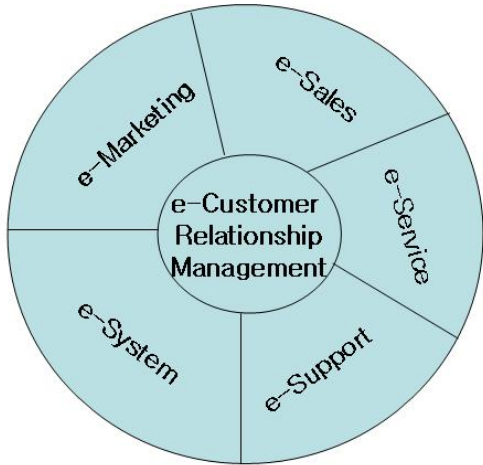 e-Marketing
e-Sales
e-Service
e-Support
e-System
e-Customer
Relationship
Management